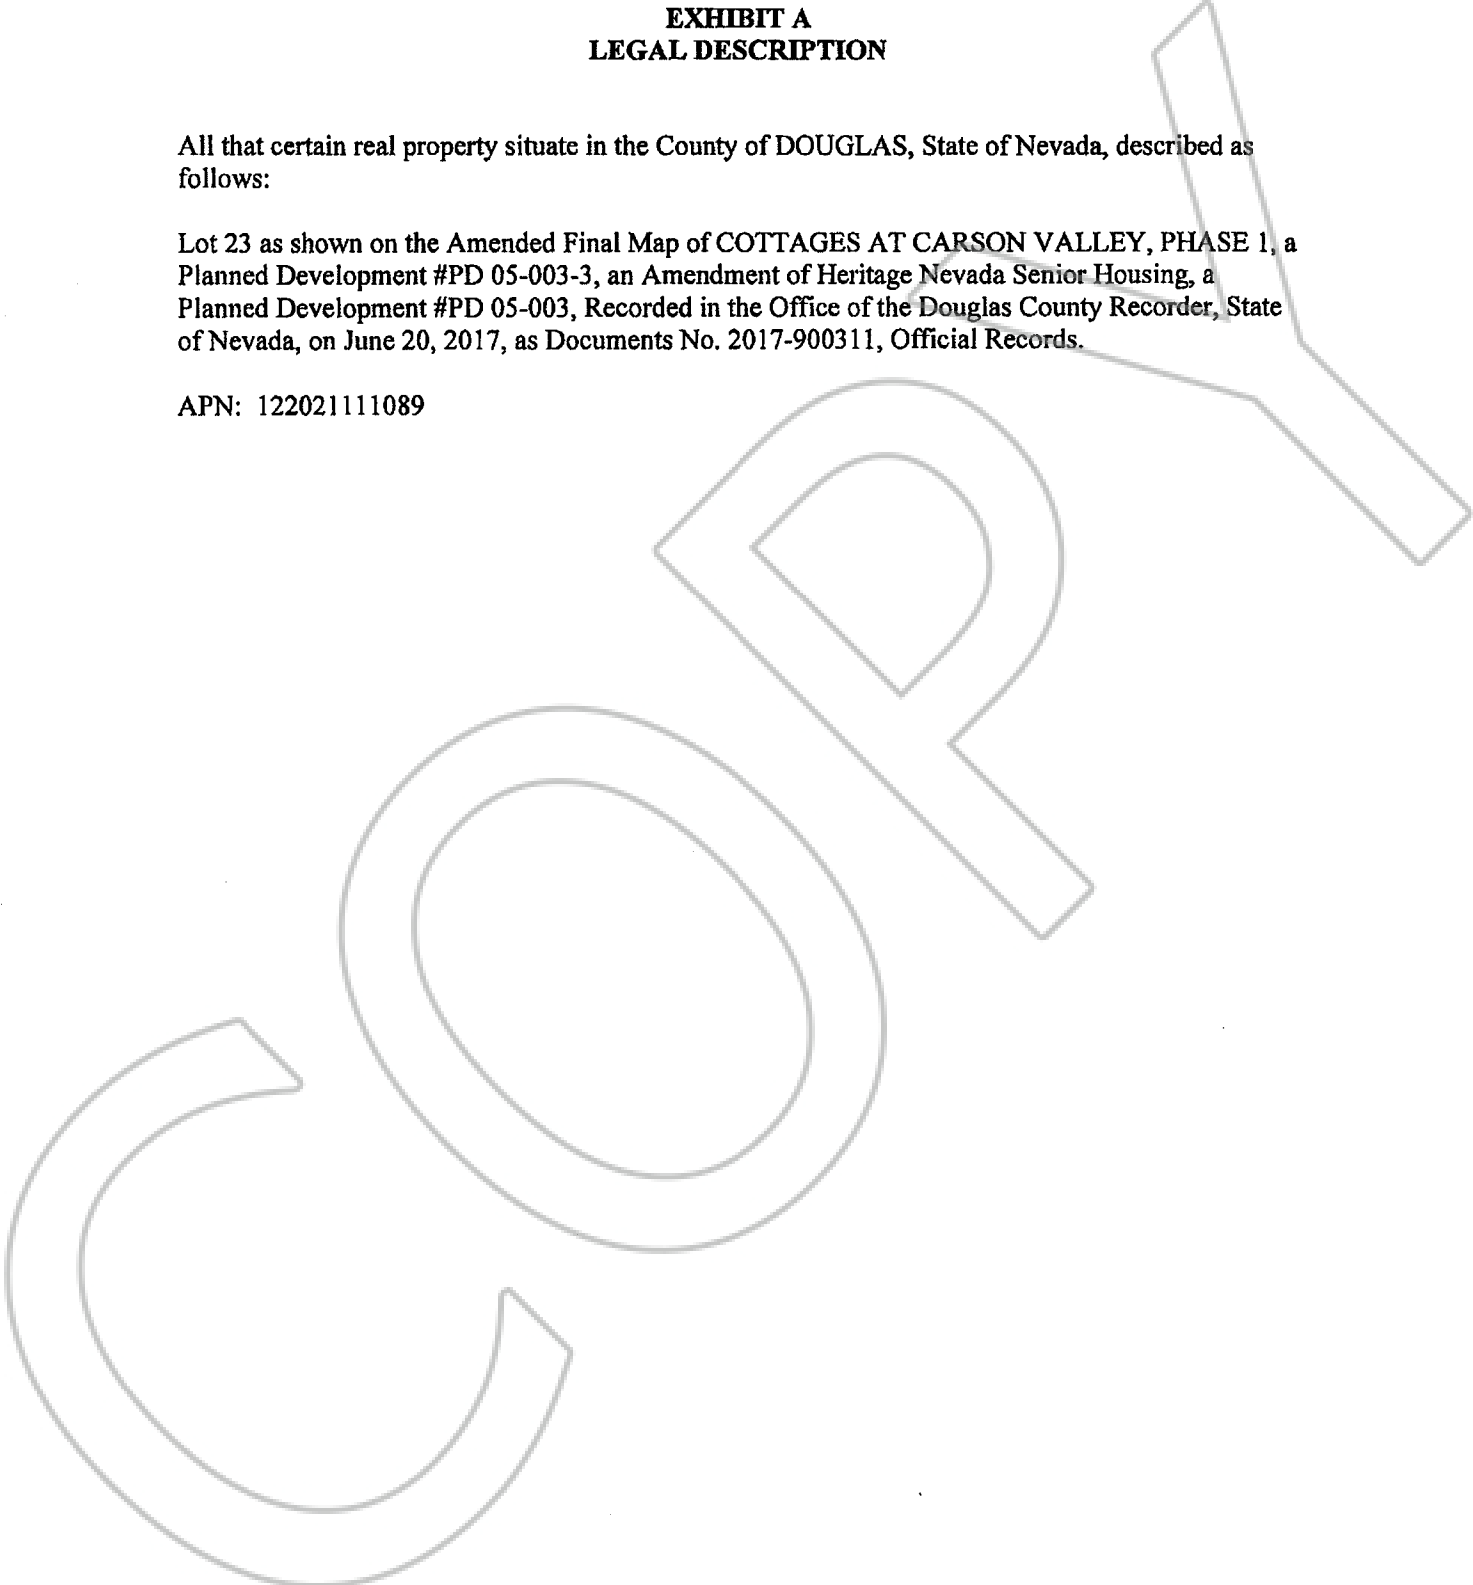 EXHIBIT A
LEGAL DESCRIPTION
All that certain real property situate in the County of DOUGLAS, State of Nevada, described as
follows:
Lot 23 as shown on the Amended Final Map of COTTAGES AT CARSON VALLEY, PHASE 1, a
Planned Development #PD 05-003-3, an Amendment of Heritage Nevada Senior Housing, a
Planned Development #PD 05-003, Recorded in the Office of the Douglas County Recorder, State
of Nevada, on June 20, 2017, as Documents No. 2017-900311, Official Records.
APN: 122021111089
COPY